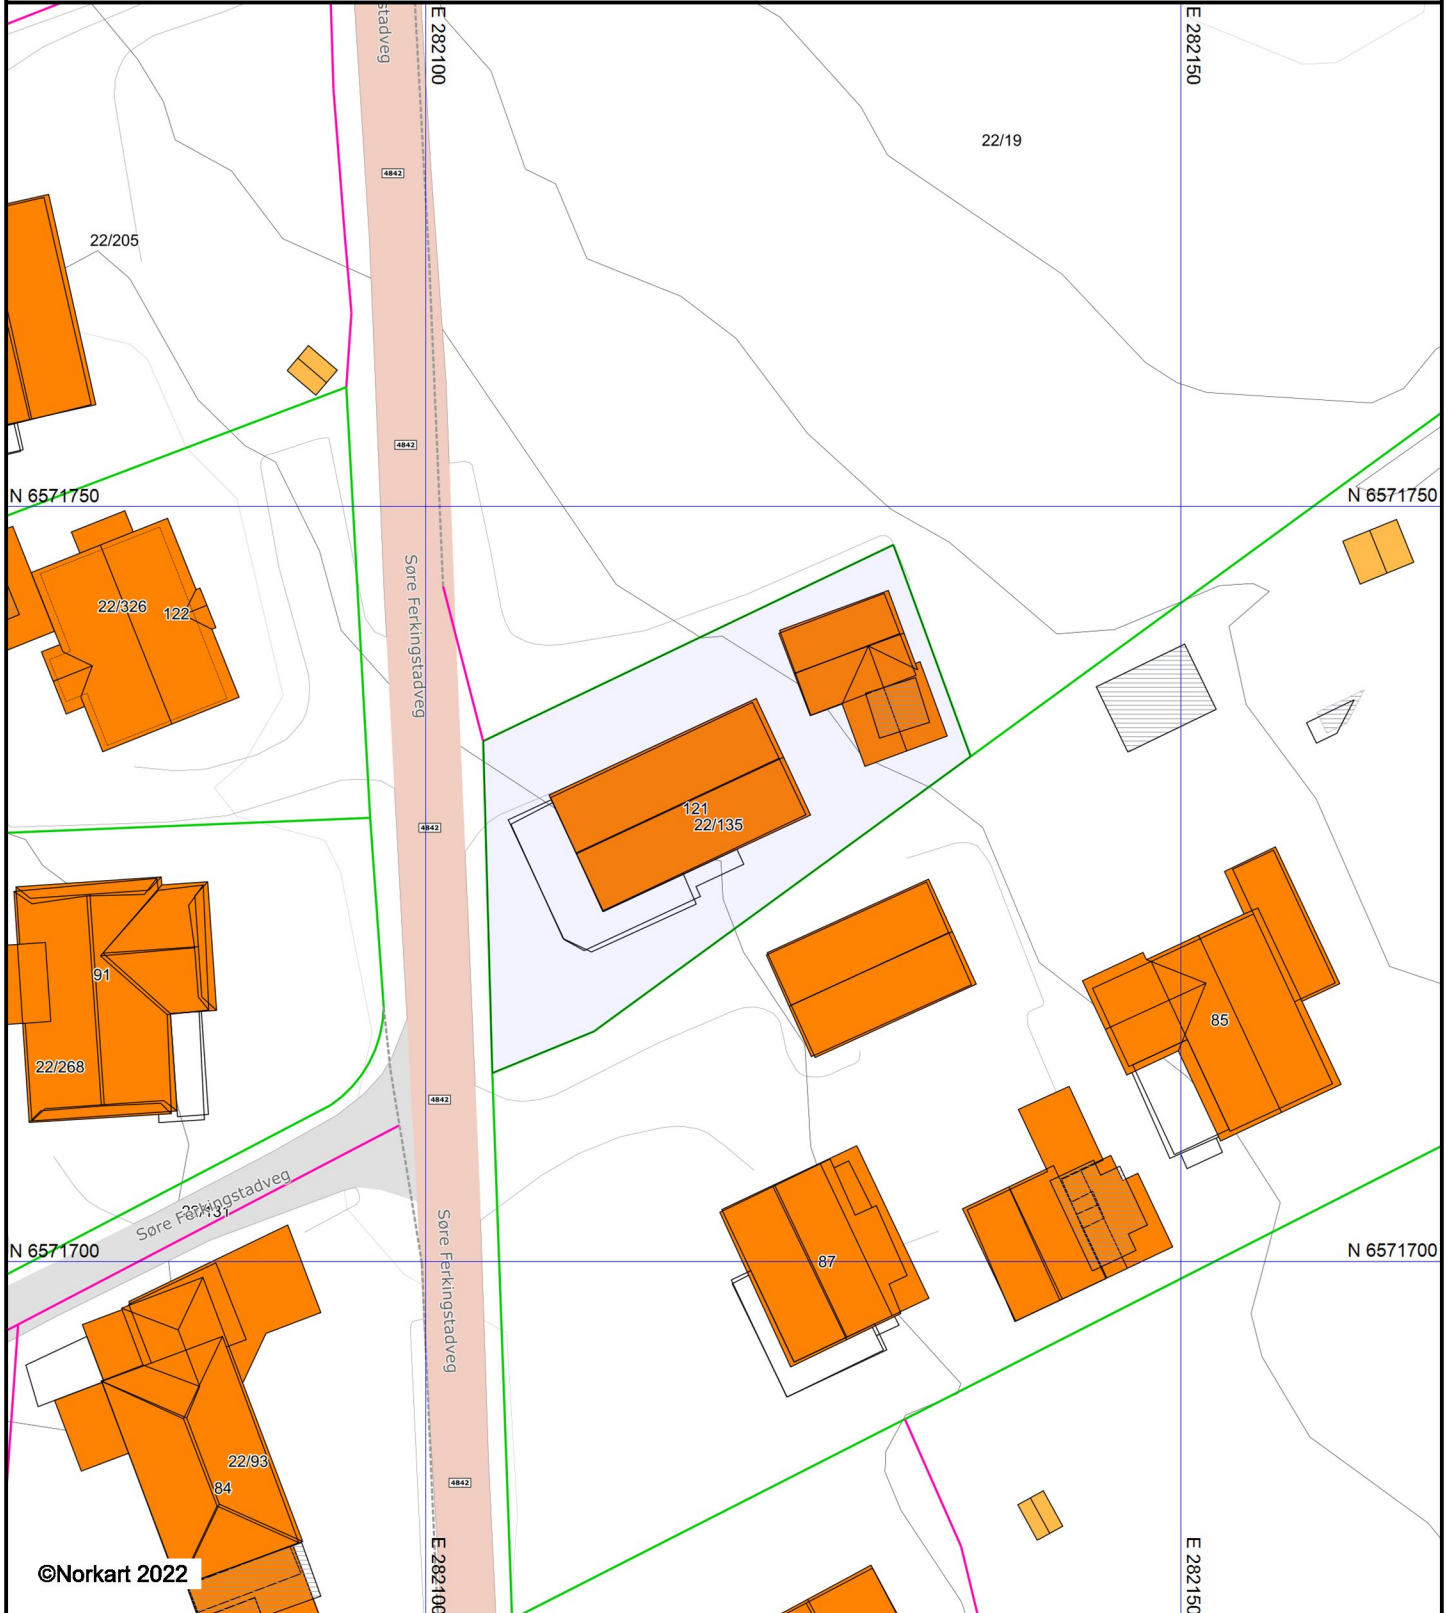 stadveg
E 282100
E 282150
22/19
4842
22/205
4842
N 6571750
N 6571750
Søre Ferkingstadveg
22/326
122
121
22/135
4842
91
22/268
85
4842
Søre Ferkingstadveg
N 6571700
N 6571700
Søre Ferkingstadveg
87
22/93
84
4842
E 282100
E 282150
©Norkart 2022